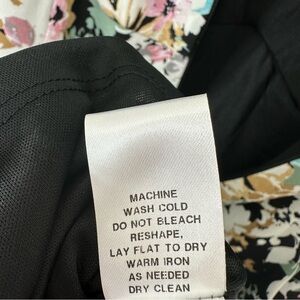 MACHINE
WASH COLD
DO NOT BLEACH
RESHAPE,
LAY FLAT TO DRY
WARM IRON
AS NEEDED
DRY CLEAN